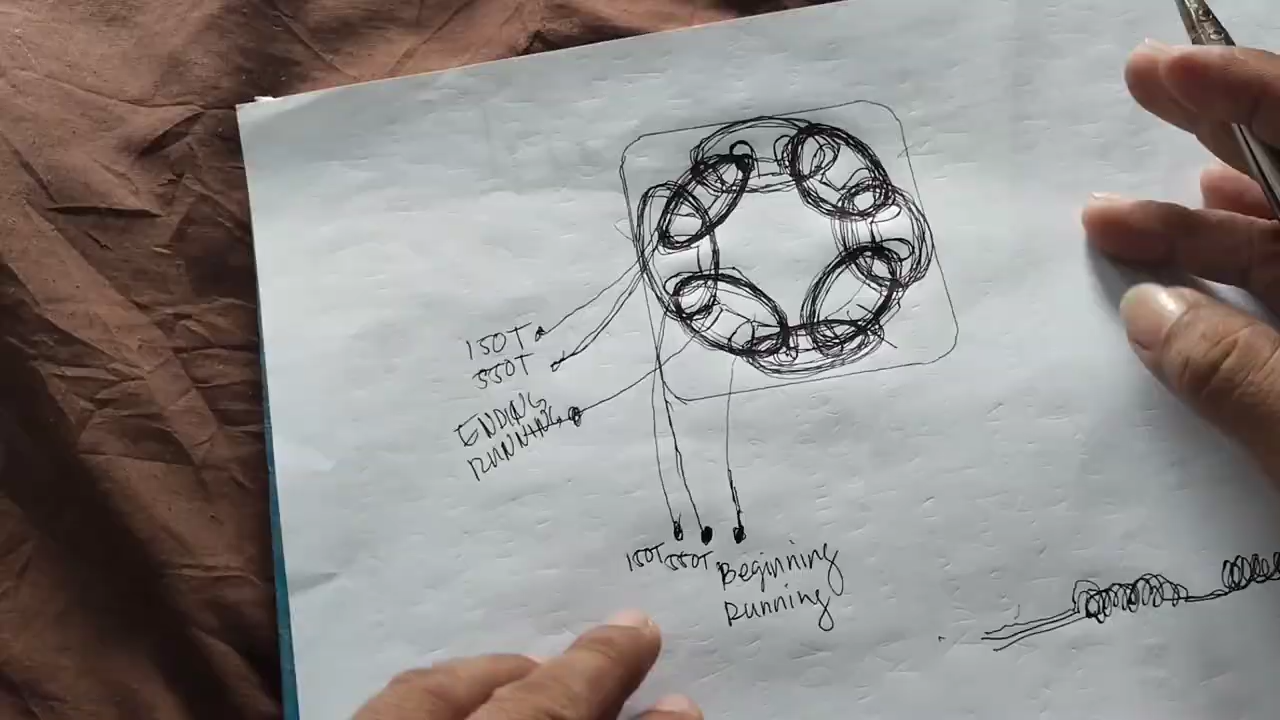 150T
550T
ENDING
RUNNING
150T 550T Beginning
Running